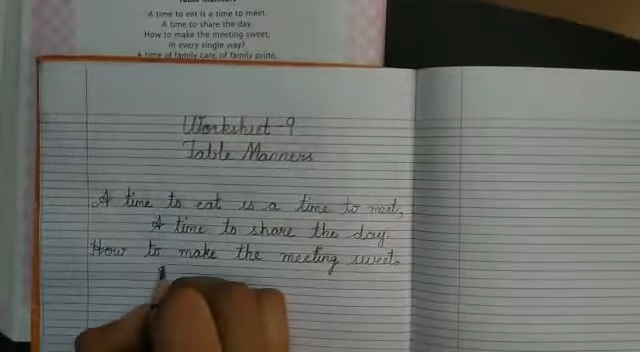 Table Manners
A time to eat is a time to meet.
A time to share the day.
How to make the meeting sweet,
in every single way?
A time of family care, of family pride,
Worksheet-9
Table Manners
A time to eat is a time to meet,
A time to share the day.
How to make the meeting sweet.